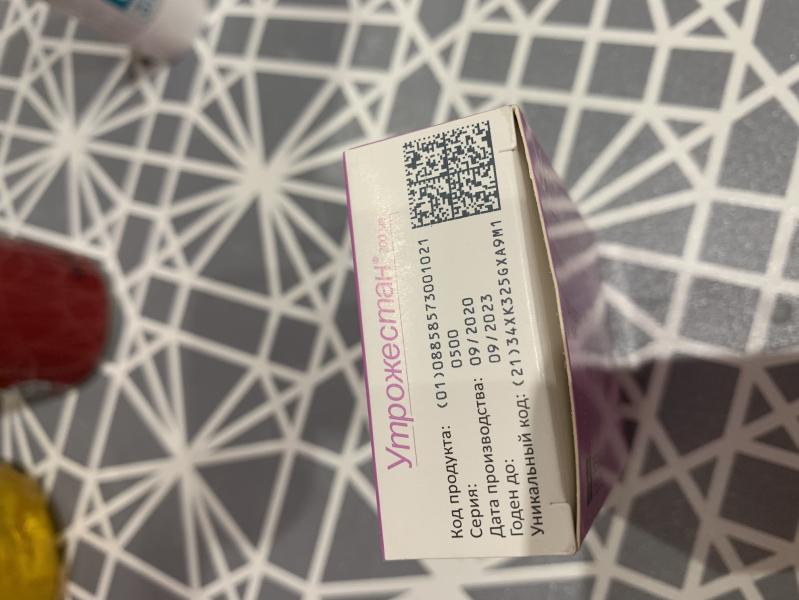 Утрожестан® 200 мг
Код продукта: (01)08858573001021
Серия: 0500
Дата производства: 09/2020
Годен до: 09/2023
Уникальный код: (21)34XK325GXA9M1